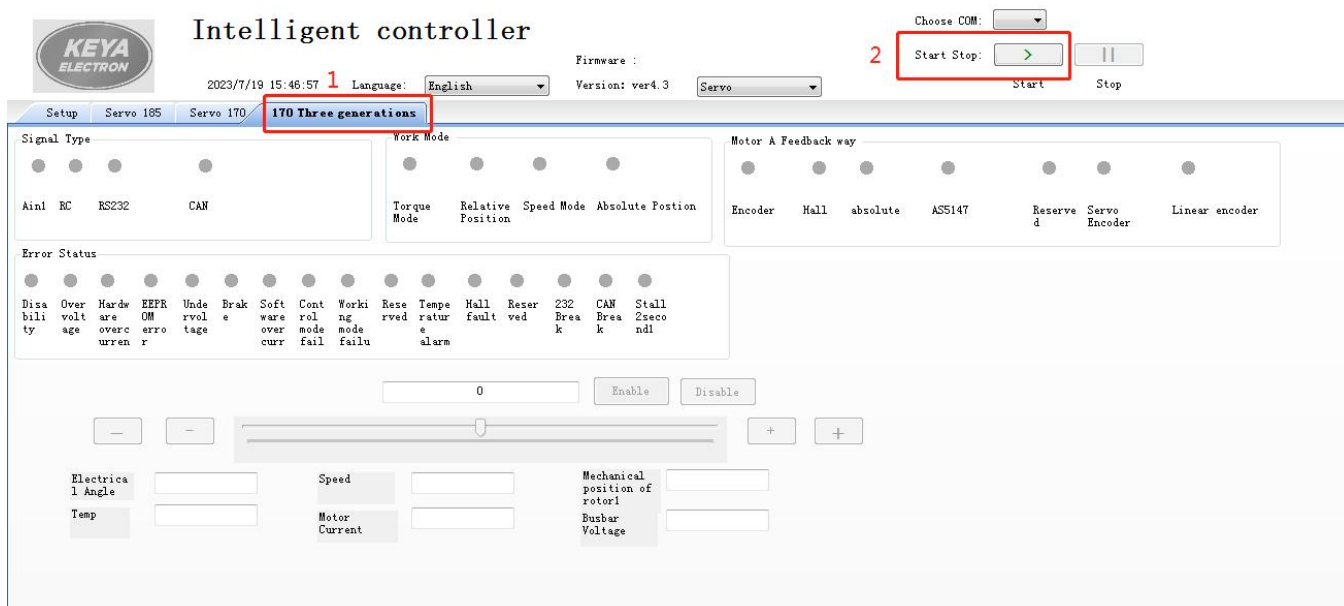 KEYA
ELECTRON
Intelligent controller
Choose COM:
2 Start Stop: >
Firmware :
2023/7/19 15:46:57 1 Language: English Version: ver4.3 Servo Start Stop
Setup Servo 185 Servo 170 170 Three generations
Signal Type
Ain1 RC RS232 CAN
Work Mode
Torque Relative Speed Mode Absolute Postion
Mode Position
Motor A Feedback way
Encoder Hall absolute AS5147 Reserve Servo Linear encoder
d Encoder
Error Status
Disa Over Hardw EEPR Unde Brak Soft Cont Worki Rese Tempe Hall Reser 232 CAN Stall
bili volt are OM rvol e ware rol ng rved ratur fault ved Brea Brea 2seco
ty age overc erro tage over mode mode e k k nd1
urren r curr fail failu alarm
0 Enable Disable
— - + +
Electrica Speed Mechanical
l Angle position of
rotor1
Temp Motor Busbar
Current Voltage